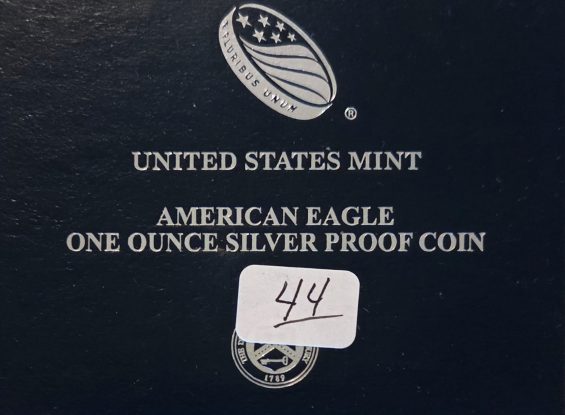 E PLURIBUS UNUM
®
UNITED STATES MINT
AMERICAN EAGLE
ONE OUNCE SILVER PROOF COIN
44
1789